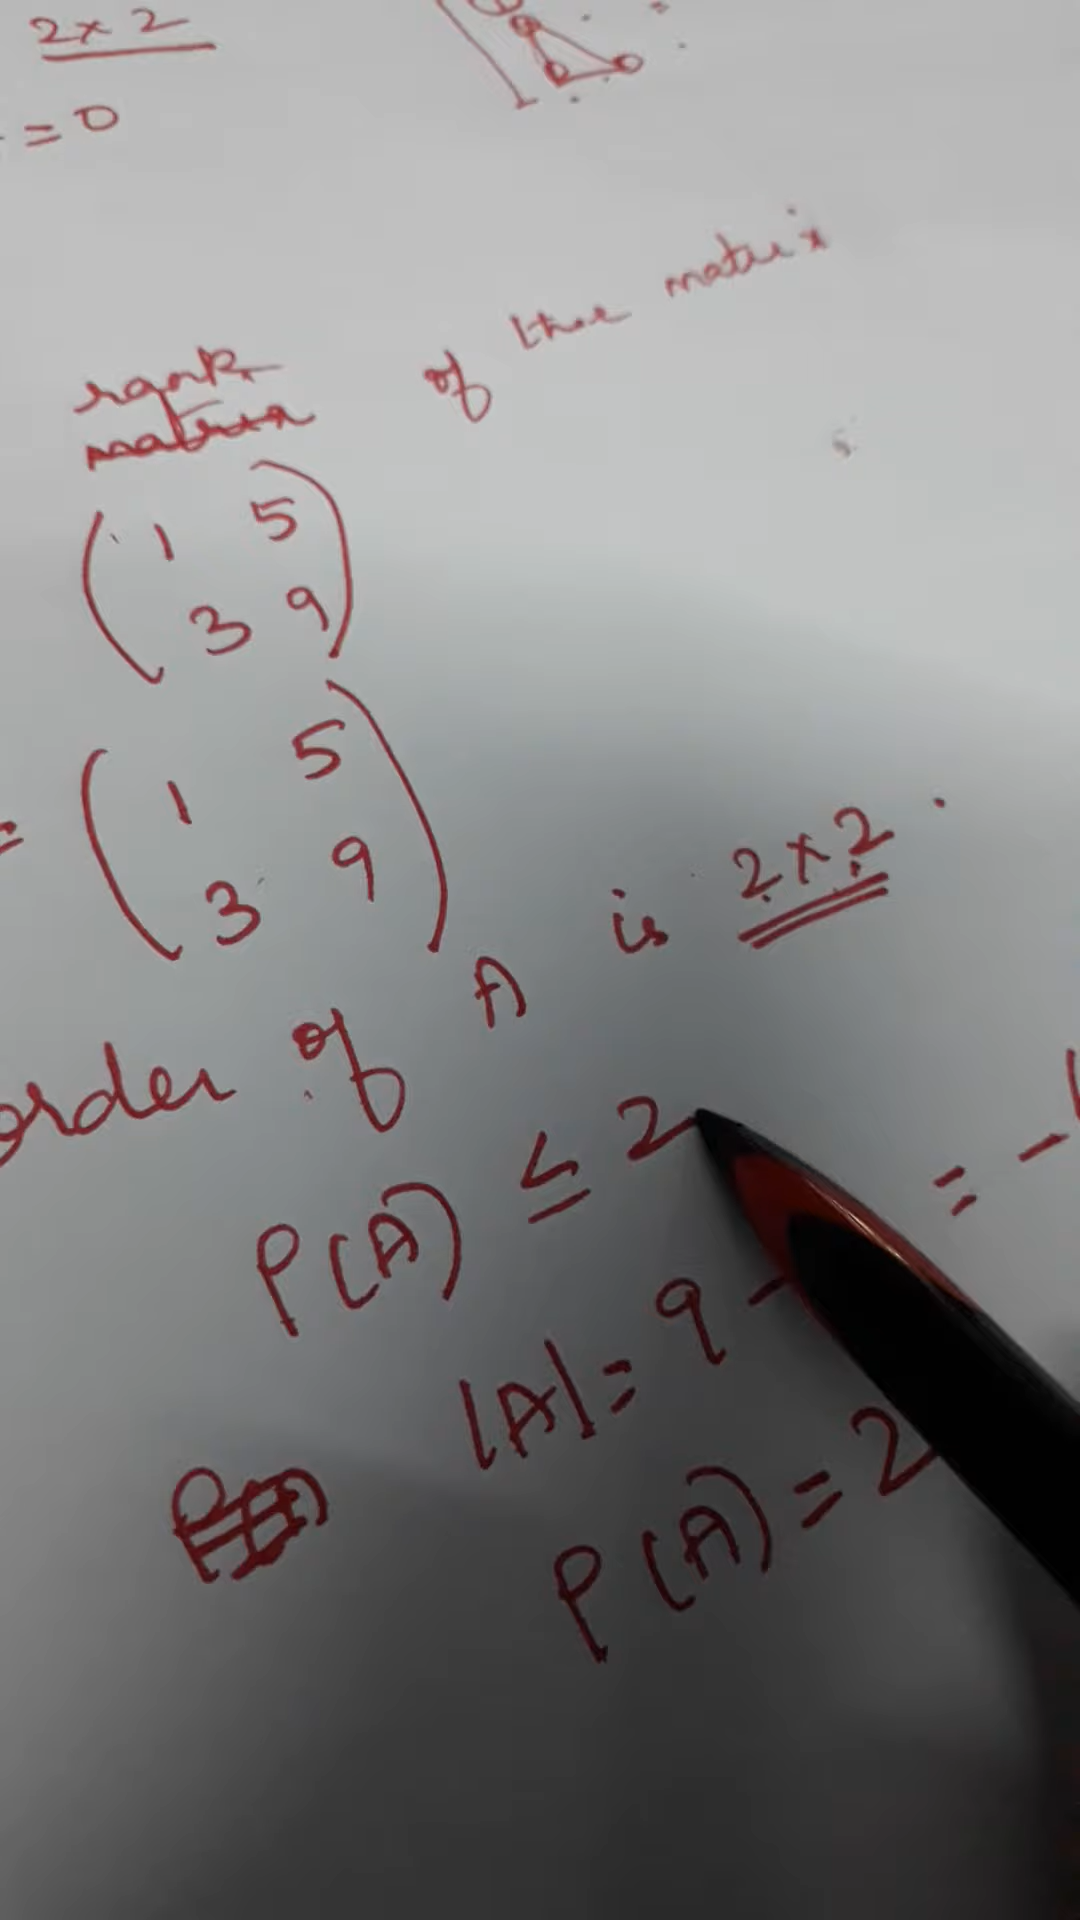 2 x 2
= 0
rank of the matrix
matrix
( 1 5
3 9 )
= ( 1 5
3 9 )
order of A is 2 x 2 .
P(A) ≤ 2
|A| = 9 - = -
P(A) = 2